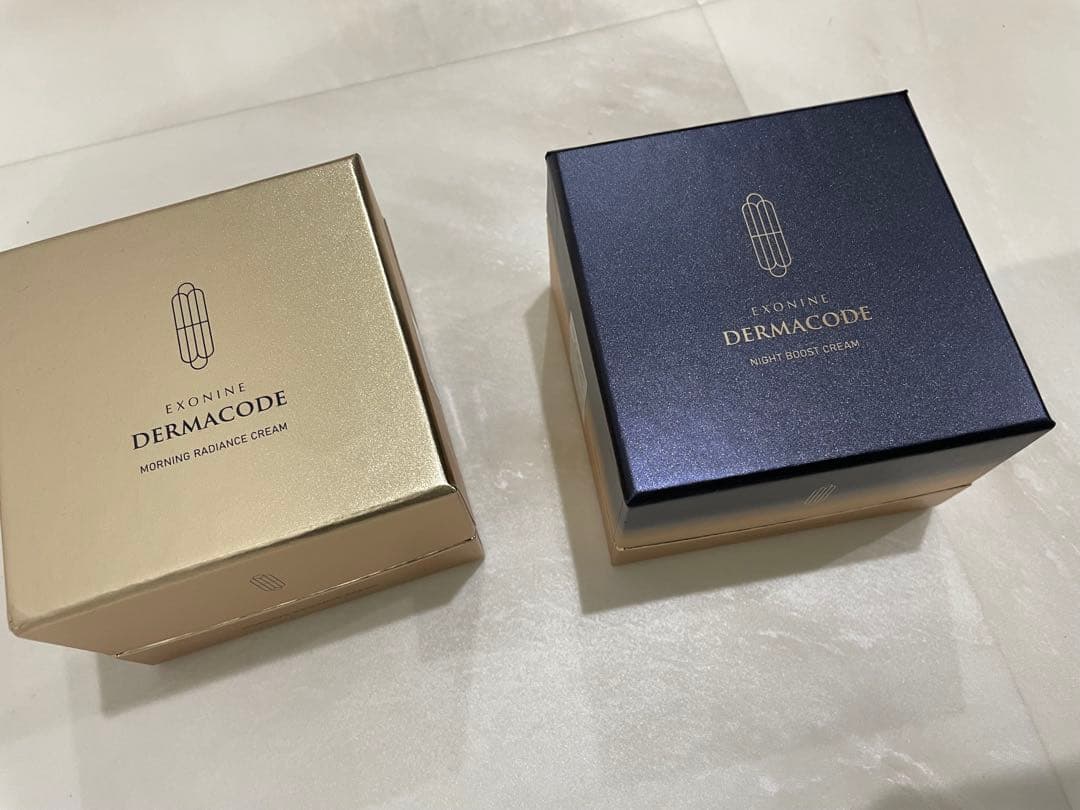 EXONINE
DERMACODE
MORNING RADIANCE CREAM
EXONINE
DERMACODE
NIGHT BOOST CREAM